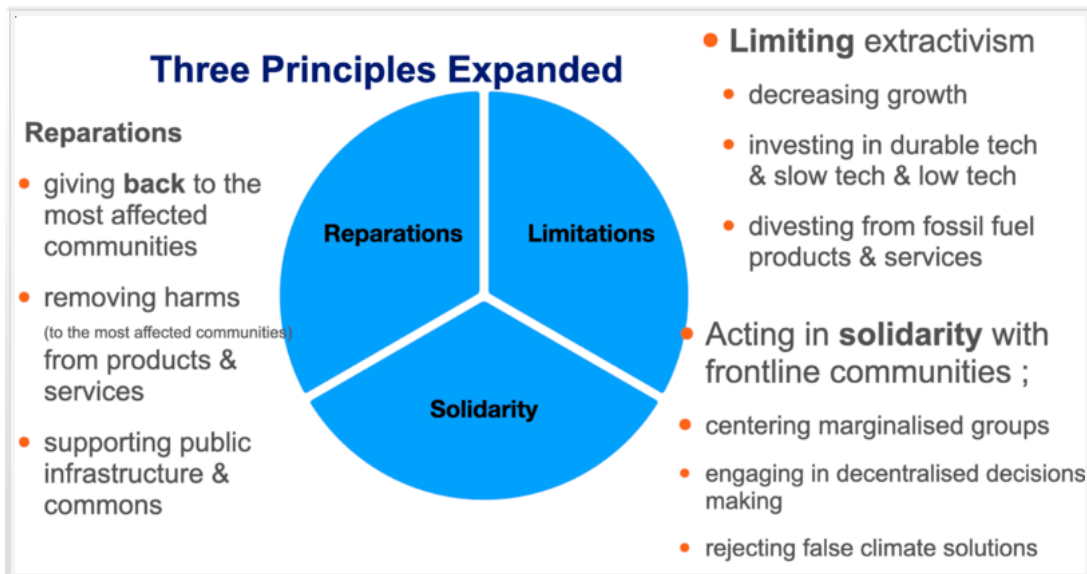 Three Principles Expanded
Reparations
giving back to the
most affected
communities
removing harms
(to the most affected communities)
from products &
services
supporting public
infrastructure &
commons
Reparations
Limitations
Solidarity
Limiting extractivism
decreasing growth
investing in durable tech
& slow tech & low tech
divesting from fossil fuel
products & services
Acting in solidarity with
frontline communities ;
centering marginalised groups
engaging in decentralised decisions
making
rejecting false climate solutions